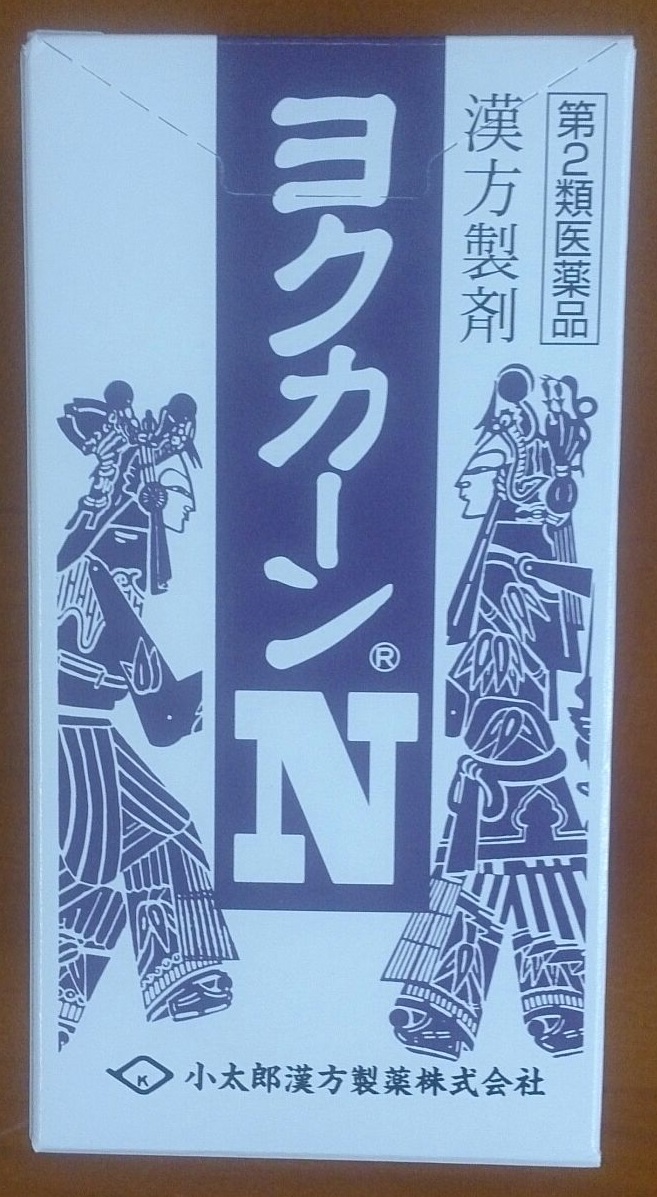 第2類医薬品
漢方製剤
ヨクカーン®
N
K
小太郎漢方製薬株式会社